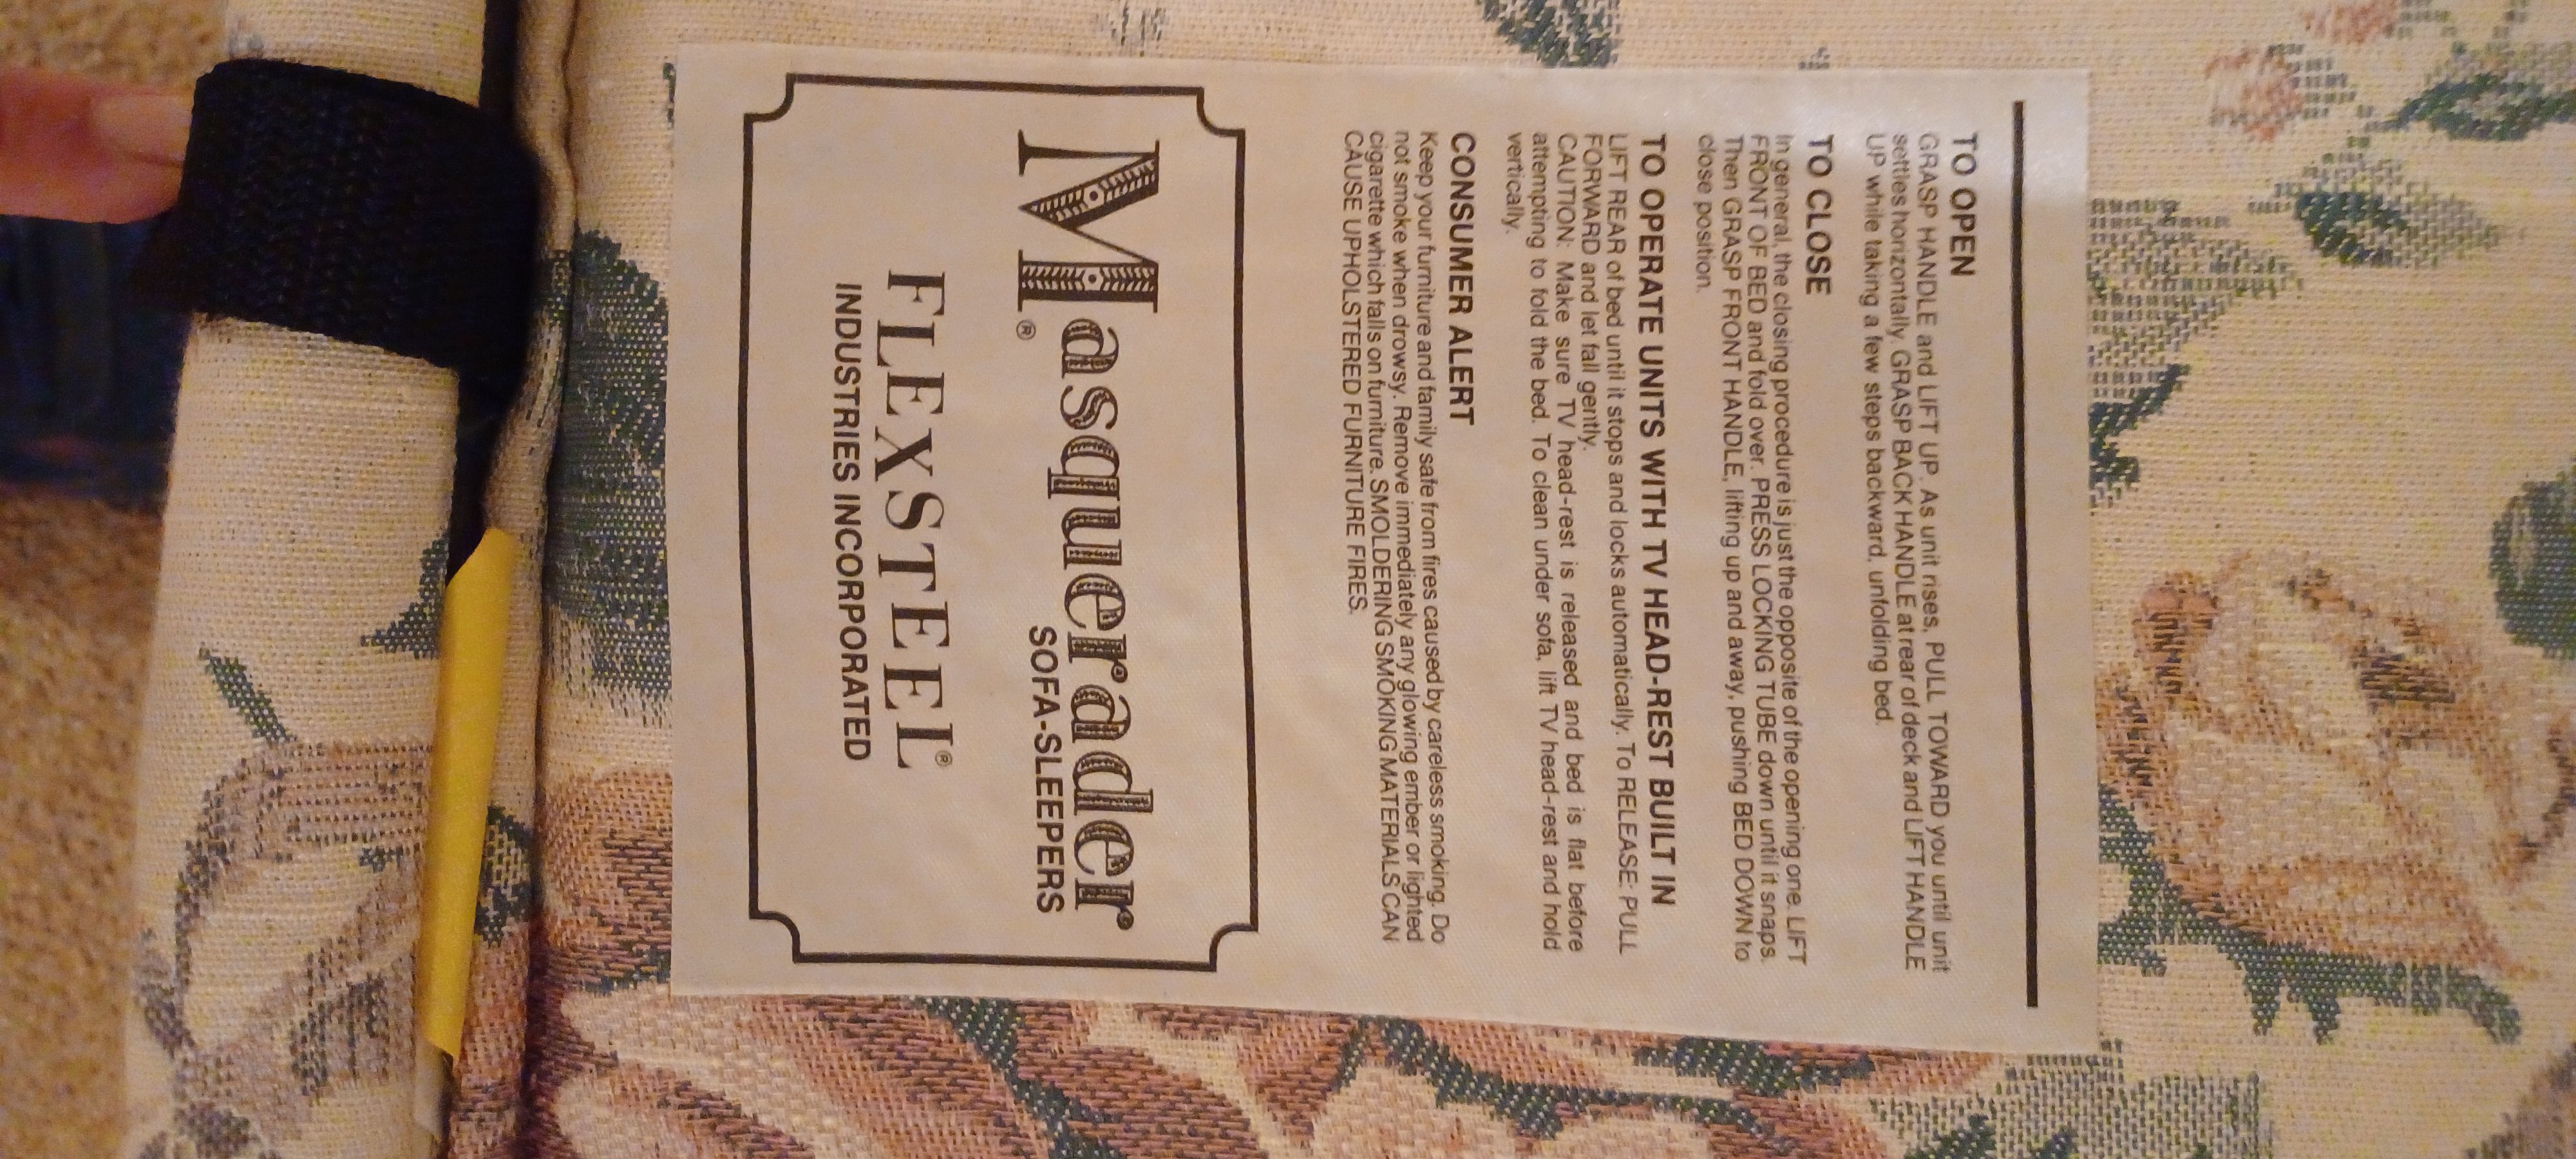 TO OPEN
GRASP HANDLE and LIFT UP. As unit rises, PULL TOWARD you until unit
settles horizontally. GRASP BACK HANDLE at rear of deck and LIFT HANDLE
UP while taking a few steps backward, unfolding bed.
TO CLOSE
In general, the closing procedure is just the opposite of the opening one. LIFT
FRONT OF BED and fold over. PRESS LOCKING TUBE down until it snaps.
Then GRASP FRONT HANDLE, lifting up and away, pushing BED DOWN to
close position.
TO OPERATE UNITS WITH TV HEAD-REST BUILT IN
LIFT REAR of bed until it stops and locks automatically. To RELEASE: PULL
FORWARD and let fall gently.
CAUTION: Make sure TV head-rest is released and bed is flat before
attempting to fold the bed. To clean under sofa, lift TV head-rest and hold
vertically.
CONSUMER ALERT
Keep your furniture and family safe from fires caused by careless smoking. Do
not smoke when drowsy. Remove immediately any glowing ember or lighted
cigarette which falls on furniture. SMOLDERING SMOKING MATERIALS CAN
CAUSE UPHOLSTERED FURNITURE FIRES.
Masquerader®
® SOFA-SLEEPERS
FLEXSTEEL®
INDUSTRIES INCORPORATED